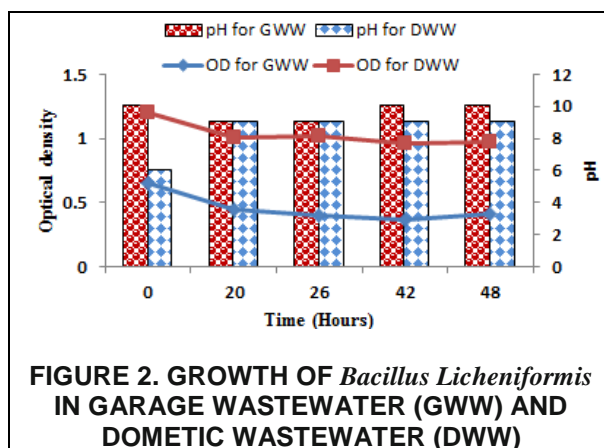 pH for GWW pH for DWW
OD for GWW OD for DWW
1.5 12
10
1 8
6
0.5 4
2
0 0
Optical density
pH
0 20 26 42 48
Time (Hours)
FIGURE 2. GROWTH OF Bacillus Licheniformis
IN GARAGE WASTEWATER (GWW) AND
DOMETIC WASTEWATER (DWW)